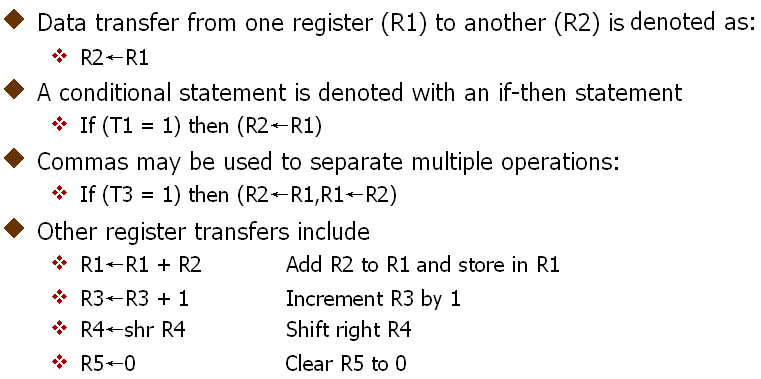 Data transfer from one register (R1) to another (R2) is denoted as:
R2←R1
A conditional statement is denoted with an if-then statement
If (T1 = 1) then (R2←R1)
Commas may be used to separate multiple operations:
If (T3 = 1) then (R2←R1,R1←R2)
Other register transfers include
R1←R1 + R2 Add R2 to R1 and store in R1
R3←R3 + 1 Increment R3 by 1
R4←shr R4 Shift right R4
R5←0 Clear R5 to 0